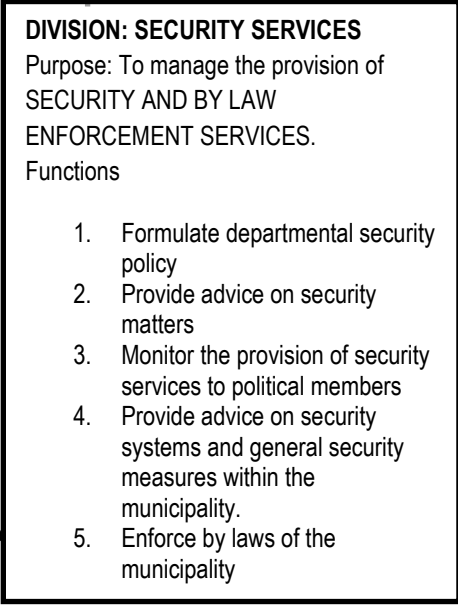 DIVISION: SECURITY SERVICES
Purpose: To manage the provision of
SECURITY AND BY LAW
ENFORCEMENT SERVICES.
Functions
1. Formulate departmental security
policy
2. Provide advice on security
matters
3. Monitor the provision of security
services to political members
4. Provide advice on security
systems and general security
measures within the
municipality.
5. Enforce by laws of the
municipality